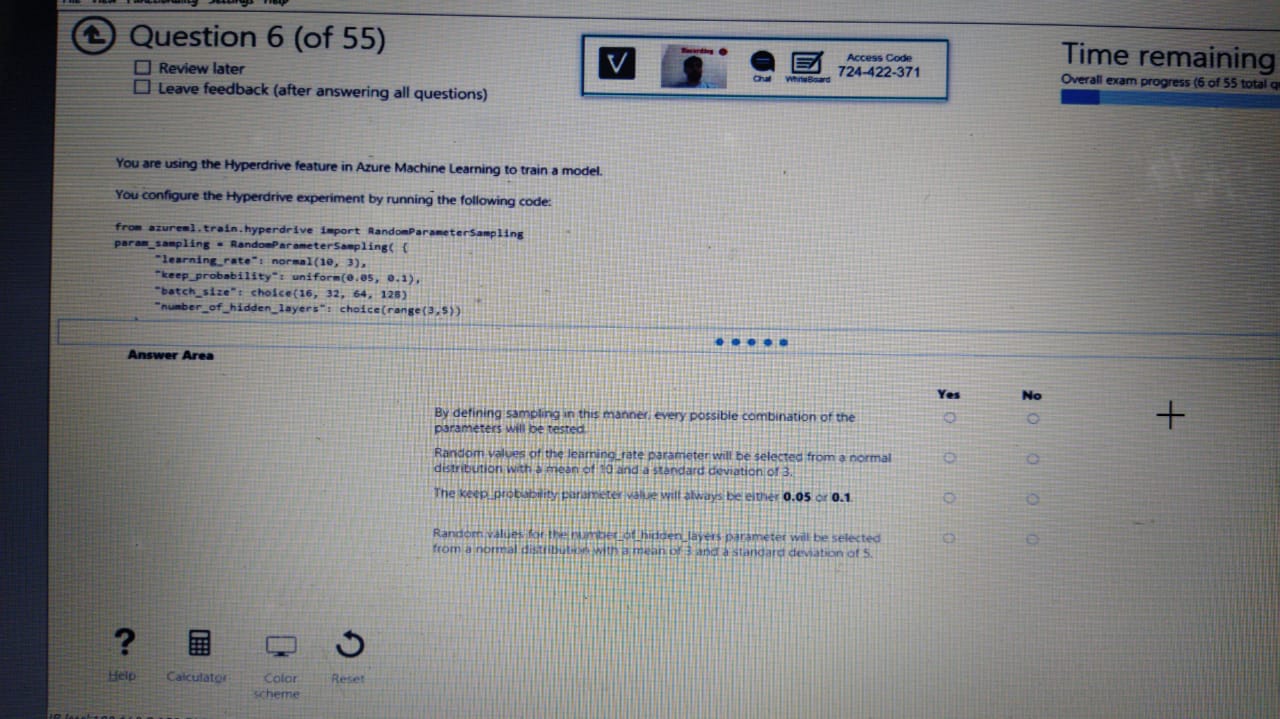 Question 6 (of 55)
Review later
Leave feedback (after answering all questions)
Recording
Chat
WhiteBoard
Access Code
724-422-371
Time remaining
Overall exam progress (6 of 55 total
You are using the Hyperdrive feature in Azure Machine Learning to train a model.
You configure the Hyperdrive experiment by running the following code:
from azureml.train.hyperdrive import RandomParameterSampling
param_sampling = RandomParameterSampling( {
"learning_rate": normal(10, 3),
"keep_probability": uniform(0.05, 0.1),
"batch_size": choice(16, 32, 64, 128)
"number_of_hidden_layers": choice(range(3,5))
Answer Area
Yes
No
By defining sampling in this manner, every possible combination of the
parameters will be tested.
Random values of the learning_rate parameter will be selected from a normal
distribution with a mean of 10 and a standard deviation of 3.
The keep_probability parameter value will always be either 0.05 or 0.1.
Random values for the number_of_hidden_layers parameter will be selected
from a normal distribution with a mean of 3 and a standard deviation of 5.
Help
Calculator
Color
scheme
Reset